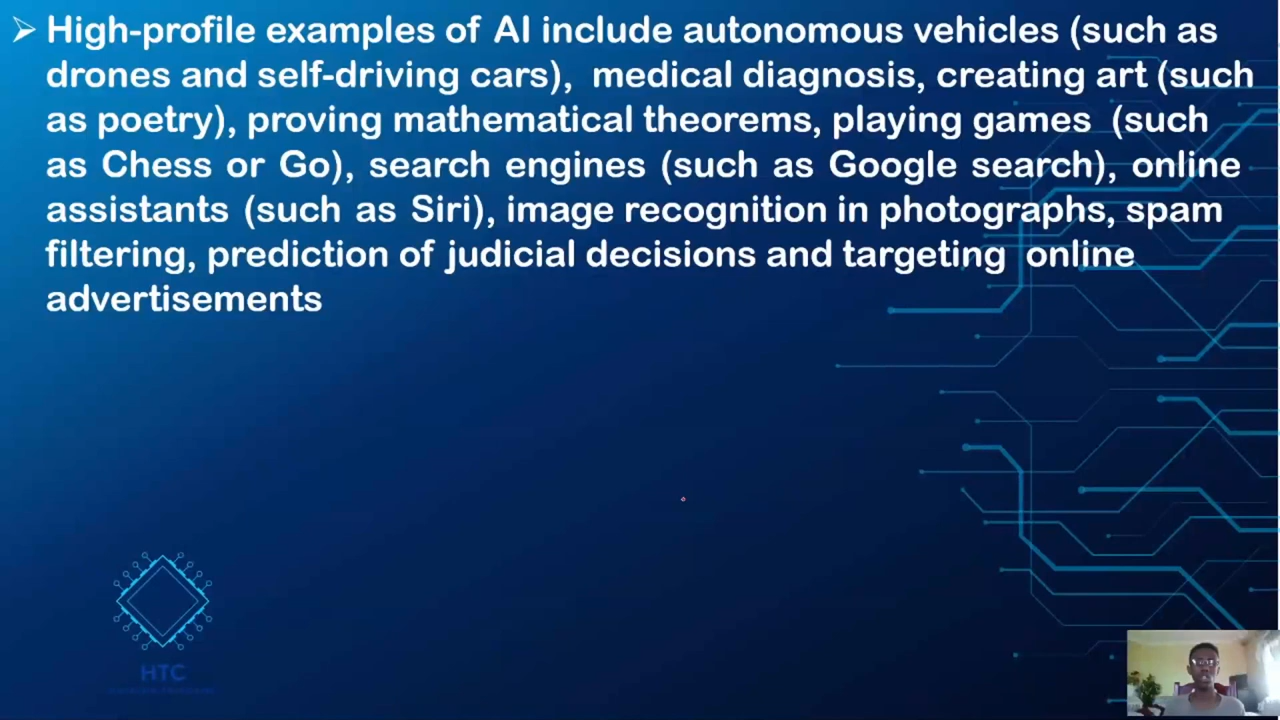 High-profile examples of AI include autonomous vehicles (such as
drones and self-driving cars), medical diagnosis, creating art (such
as poetry), proving mathematical theorems, playing games (such
as Chess or Go), search engines (such as Google search), online
assistants (such as Siri), image recognition in photographs, spam
filtering, prediction of judicial decisions and targeting online
advertisements
HTC